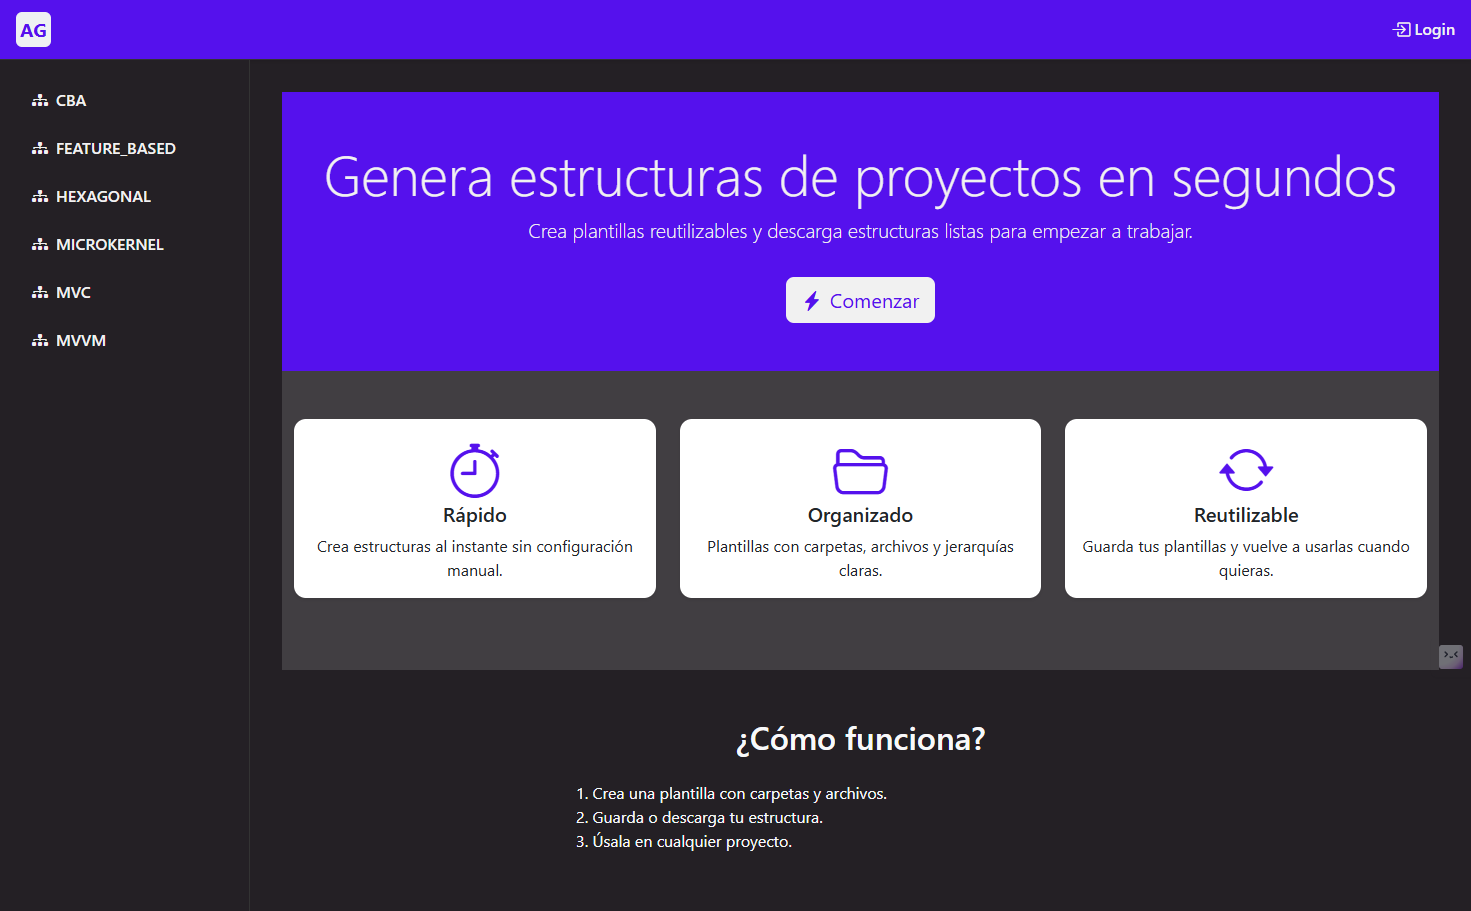 AG
Login
CBA
FEATURE_BASED
HEXAGONAL
MICROKERNEL
MVC
MVVM
Genera estructuras de proyectos en segundos
Crea plantillas reutilizables y descarga estructuras listas para empezar a trabajar.
Comenzar
Rápido
Crea estructuras al instante sin configuración
manual.
Organizado
Plantillas con carpetas, archivos y jerarquías
claras.
Reutilizable
Guarda tus plantillas y vuelve a usarlas cuando
quieras.
¿Cómo funciona?
1. Crea una plantilla con carpetas y archivos.
2. Guarda o descarga tu estructura.
3. Úsala en cualquier proyecto.